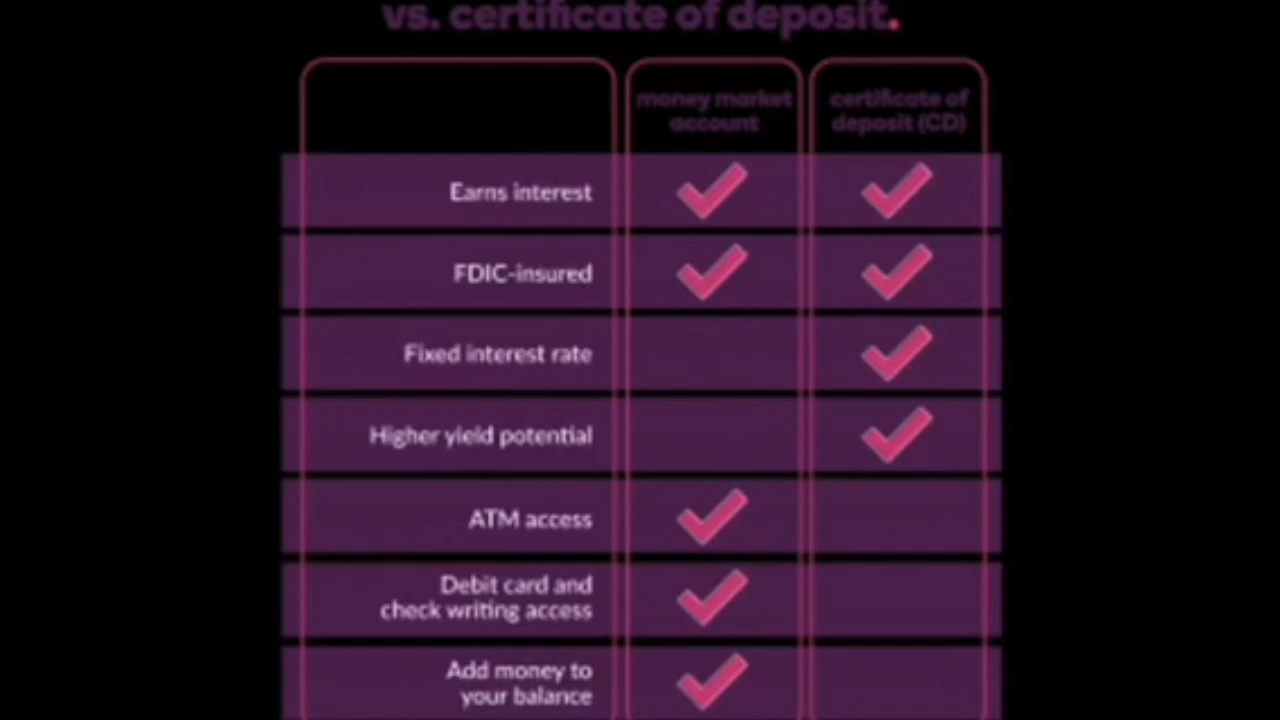 vs. certificate of deposit.
money market
account
certificate of
deposit (CD)
Earns interest
FDIC-insured
Fixed interest rate
Higher yield potential
ATM access
Debit card and
check writing access
Add money to
your balance